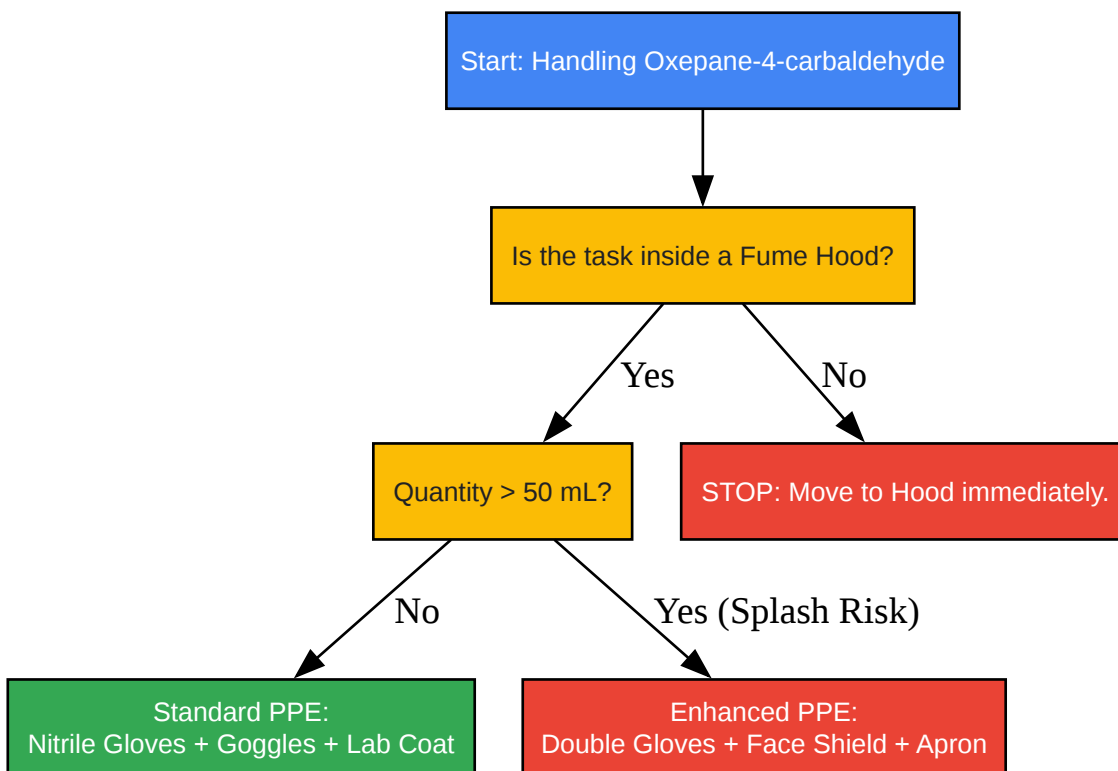 Start: Handling Oxepane-4-carbaldehyde
Is the task inside a Fume Hood?
Yes
No
Quantity > 50 mL?
STOP: Move to Hood immediately.
No
Yes (Splash Risk)
Standard PPE:
Nitrile Gloves + Goggles + Lab Coat
Enhanced PPE:
Double Gloves + Face Shield + Apron